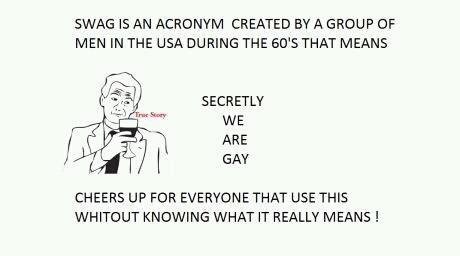 SWAG IS AN ACRONYM CREATED BY A GROUP OF
MEN IN THE USA DURING THE 60'S THAT MEANS
True Story
SECRETLY
WE
ARE
GAY
CHEERS UP FOR EVERYONE THAT USE THIS
WHITOUT KNOWING WHAT IT REALLY MEANS !